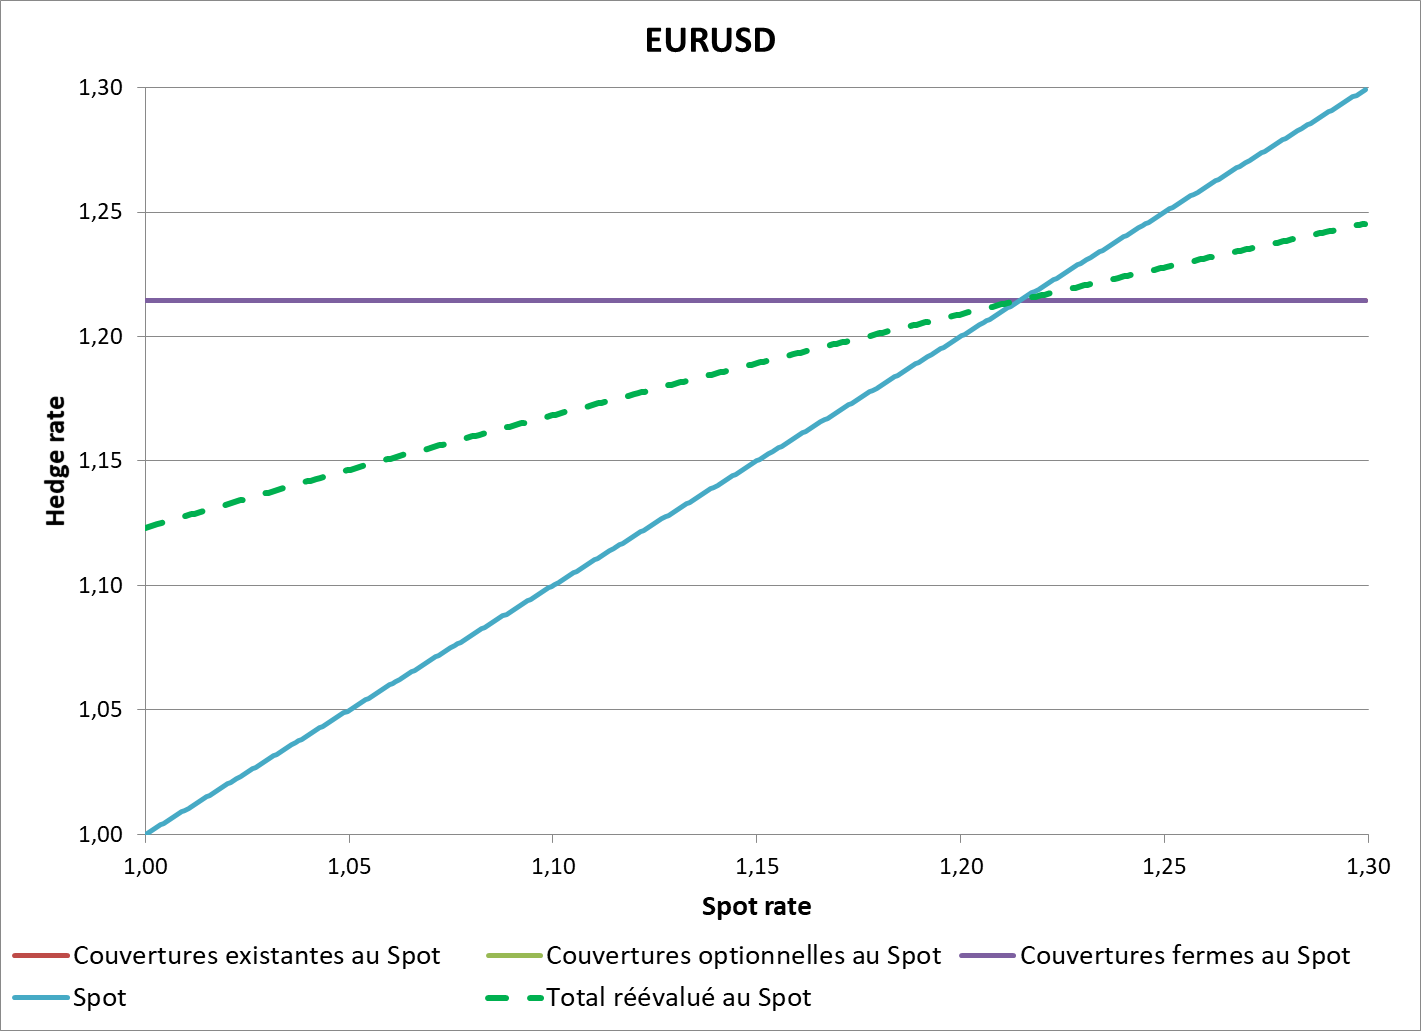 EURUSD
1,30
1,25
1,20
1,15
1,10
1,05
1,00
Hedge rate
1,00 1,05 1,10 1,15 1,20 1,25 1,30
Spot rate
Couvertures existantes au Spot Couvertures optionnelles au Spot Couvertures fermes au Spot
Spot Total réévalué au Spot